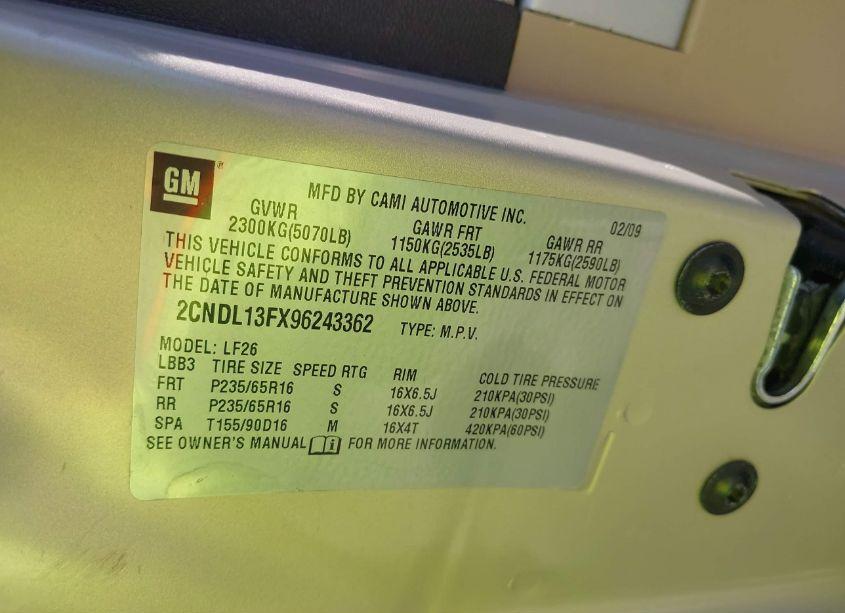 GM®
MFD BY CAMI AUTOMOTIVE INC.
02/09
GVWR GAWR FRT GAWR RR
2300KG(5070LB) 1150KG(2535LB) 1175KG(2590LB)
THIS VEHICLE CONFORMS TO ALL APPLICABLE U.S. FEDERAL MOTOR
VEHICLE SAFETY AND THEFT PREVENTION STANDARDS IN EFFECT ON
THE DATE OF MANUFACTURE SHOWN ABOVE.
2CNDL13FX96243362 TYPE: M.P.V.
MODEL: LF26
LBB3 TIRE SIZE SPEED RTG RIM COLD TIRE PRESSURE
FRT P235/65R16 S 16X6.5J 210KPA(30PSI)
RR P235/65R16 S 16X6.5J 210KPA(30PSI)
SPA T155/90D16 M 16X4T 420KPA(60PSI)
SEE OWNER'S MANUAL i FOR MORE INFORMATION.